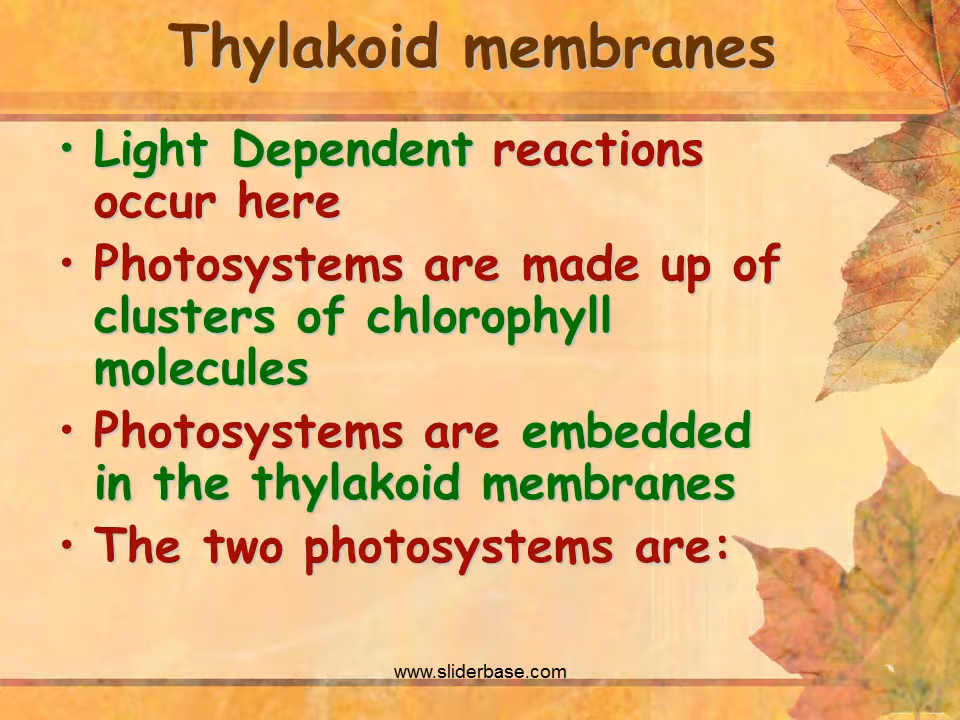 Thylakoid membranes
• Light Dependent reactions
occur here
• Photosystems are made up of
clusters of chlorophyll
molecules
• Photosystems are embedded
in the thylakoid membranes
• The two photosystems are:
www.sliderbase.com